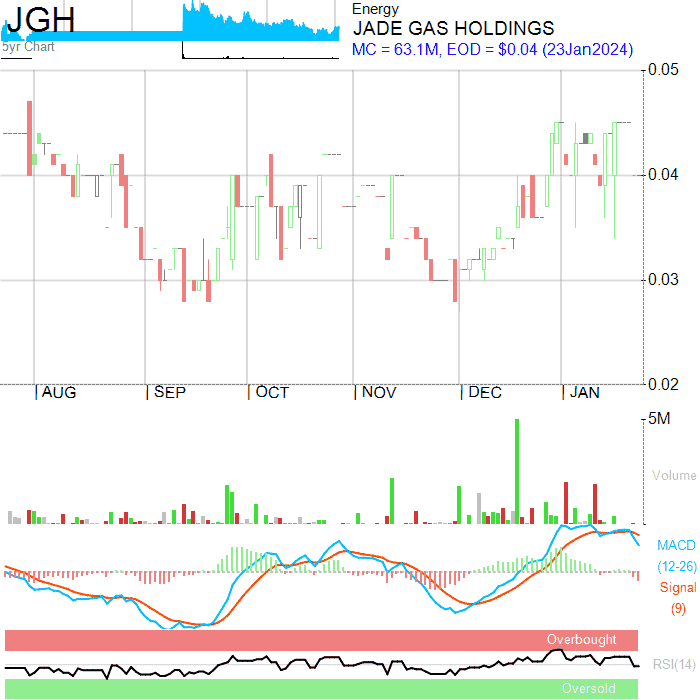 JGH
5yr Chart
Energy
JADE GAS HOLDINGS
MC = 63.1M, EOD = $0.04 (23Jan2024)
0.05
0.04
0.03
0.02
AUG SEP OCT NOV DEC JAN
5M
Volume
MACD
(12-26)
Signal
(9)
Overbought
RSI(14)
Oversold